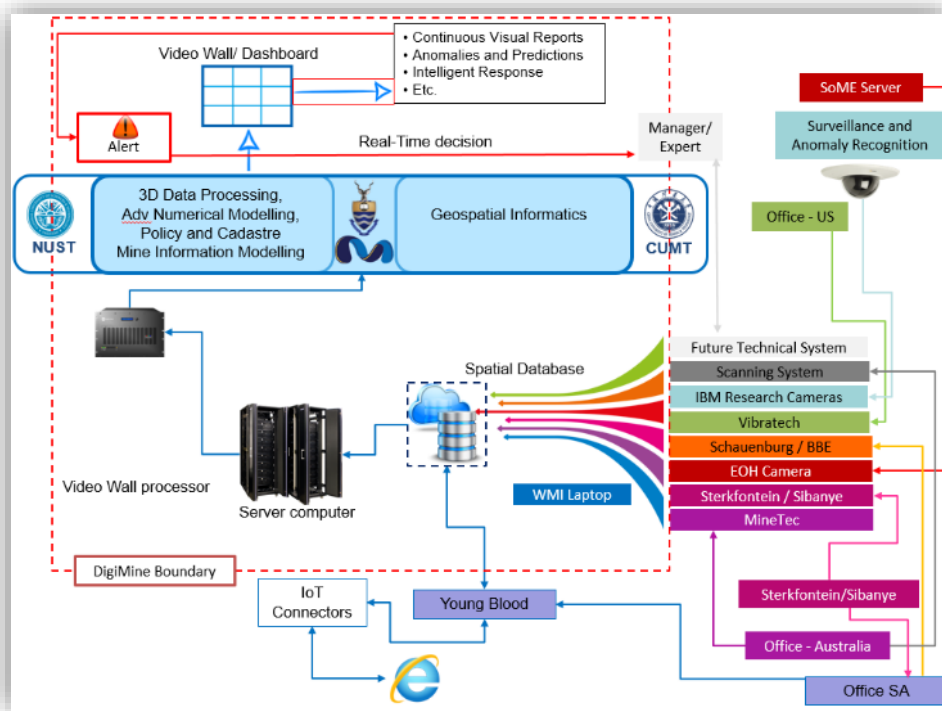 Video Wall/ Dashboard
• Continuous Visual Reports
• Anomalies and Predictions
• Intelligent Response
• Etc.
SoME Server
Alert
Real-Time decision
Manager/
Expert
Surveillance and
Anomaly Recognition
NUST
3D Data Processing,
Adv Numerical Modelling,
Policy and Cadastre
Mine Information Modelling
Geospatial Informatics
CUMT
Office - US
Spatial Database
Future Technical System
Scanning System
IBM Research Cameras
Vibratech
Schauenburg / BBE
EOH Camera
Sterkfontein / Sibanye
MineTec
WMI Laptop
Video Wall processor
Server computer
DigiMine Boundary
IoT
Connectors
Young Blood
Sterkfontein/Sibanye
Office - Australia
Office SA